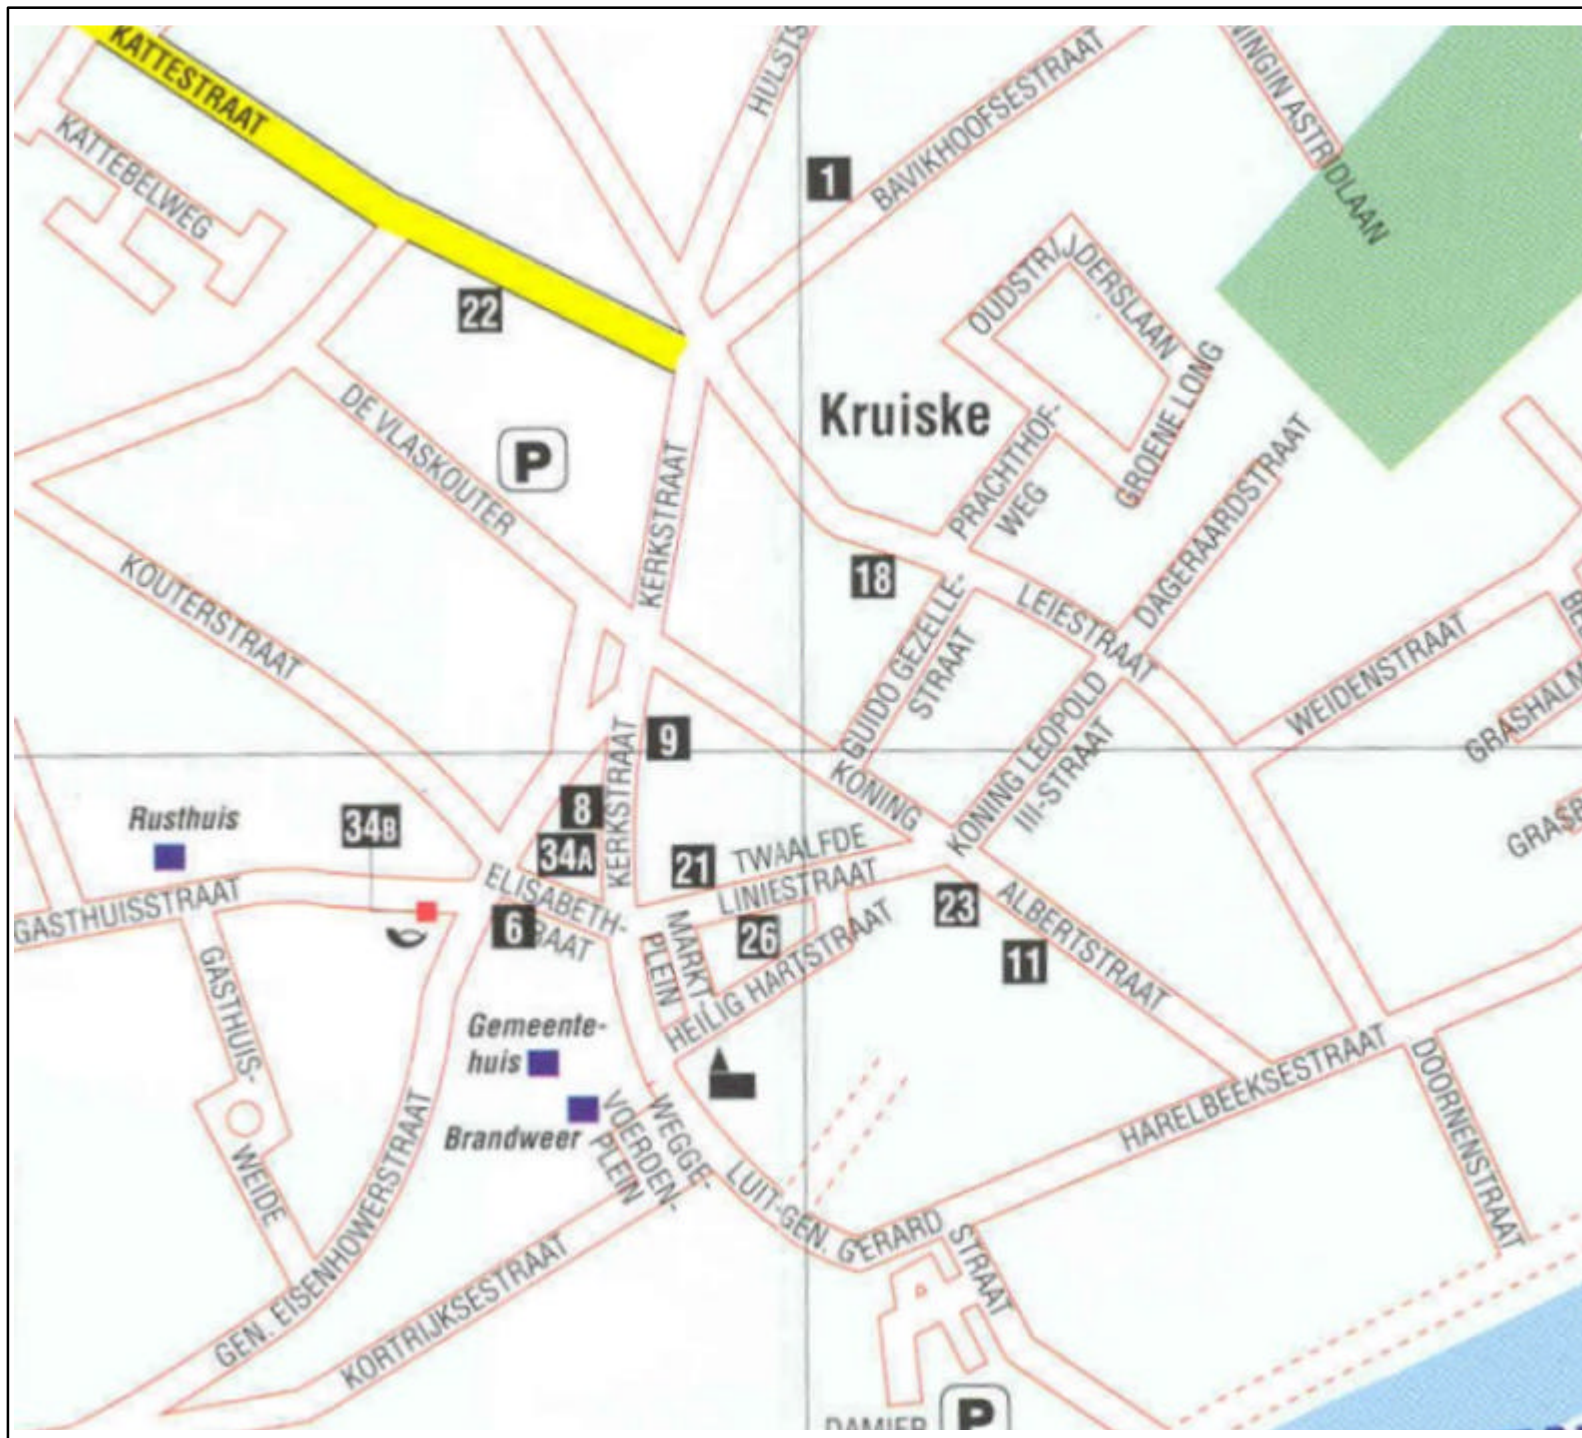 KATTESTRAAT
HULSTS
BAVIKHOOFSESTRAAT
NINGIN ASTRIDLAAN
KATTEBELWEG
1
22
OUDSTRIJDERSLAAN
GROENE LONG
Kruiske
DE VLASKOUTER
P
KERKSTRAAT
PRACHTHOF-
WEG
DAGERAARDSTRAAT
KOUTERSTRAAT
18
LEIESTRAAT
GUIDO GEZELLE-
STRAAT
WEIDENSTRAAT
BE
GRASHALM
GRASP
KONING LEOPOLD
III-STRAAT
9
KONING
8
KERKSTRAAT
Rusthuis
34B
34A
21
TWAALFDE
LINIESTRAAT
GASTHUISSTRAAT
ELISABETH-
RAAT
6
MARKT-
PLEIN
26
HEILIG HARTSTRAAT
23
11
ALBERTSTRAAT
GASTHUIS-
WEIDE
Gemeente-
huis
Brandweer
VOERDEN-
PLEIN
WEGGE-
HARELBEEKSESTRAAT
DOORNENSTRAAT
LUIT-GEN. GERARD
STRAAT
GEN. EISENHOWERSTRAAT
KORTRIJKSESTRAAT
DAMIER
P